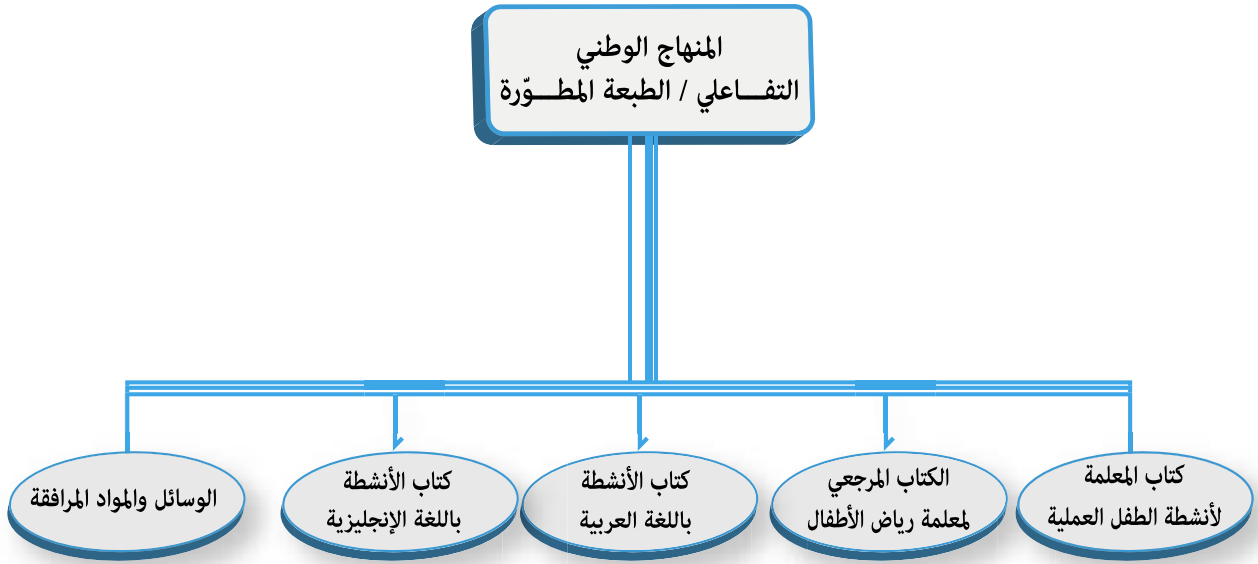 المنهاج الوطني
التفـــاعلي / الطبعة المطـــوّرة
كتاب المعلمة
لأنشطة الطفل العملية
الكتاب المرجعي
لمعلمة رياض الأطفال
كتاب الأنشطة
باللغة العربية
كتاب الأنشطة
باللغة الإنجليزية
الوسائل والمواد المرافقة